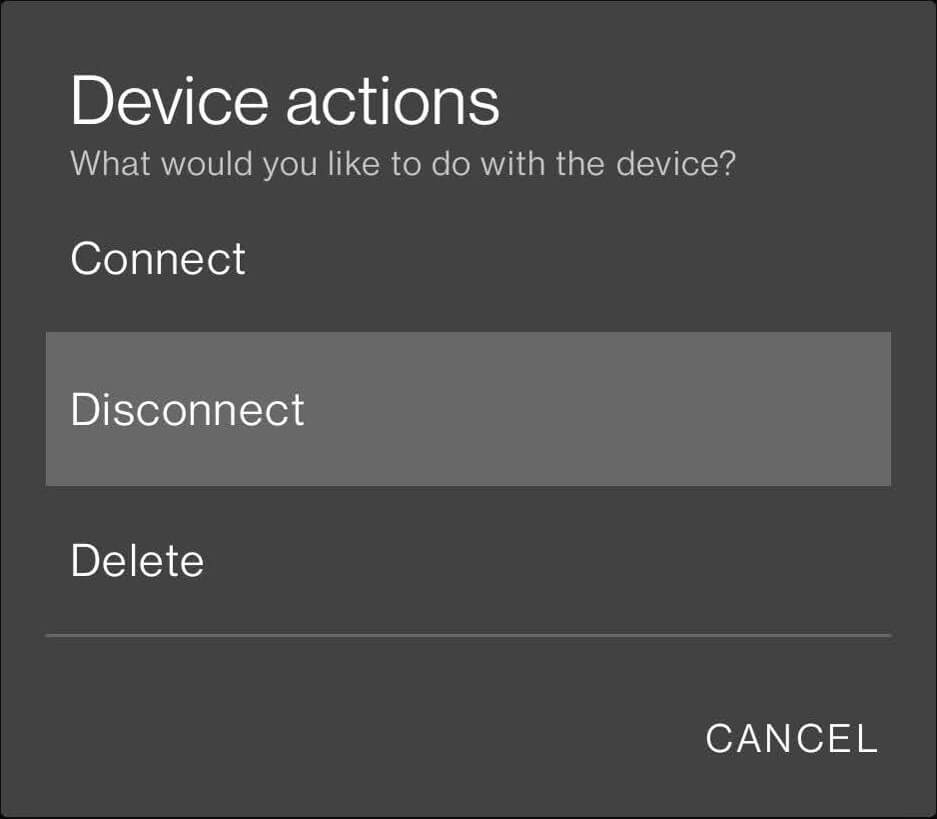 Device actions
What would you like to do with the device?
Connect
Disconnect
Delete
CANCEL